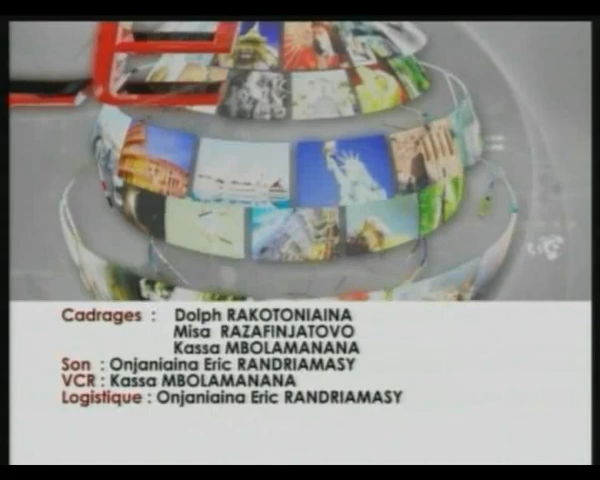 Cadrages : Dolph RAKOTONIAINA
Misa RAZAFINJATOVO
Kassa MBOLAMANANA
Son : Onjaniaina Eric RANDRIAMASY
VCR : Kassa MBOLAMANANA
Logistique : Onjaniaina Eric RANDRIAMASY